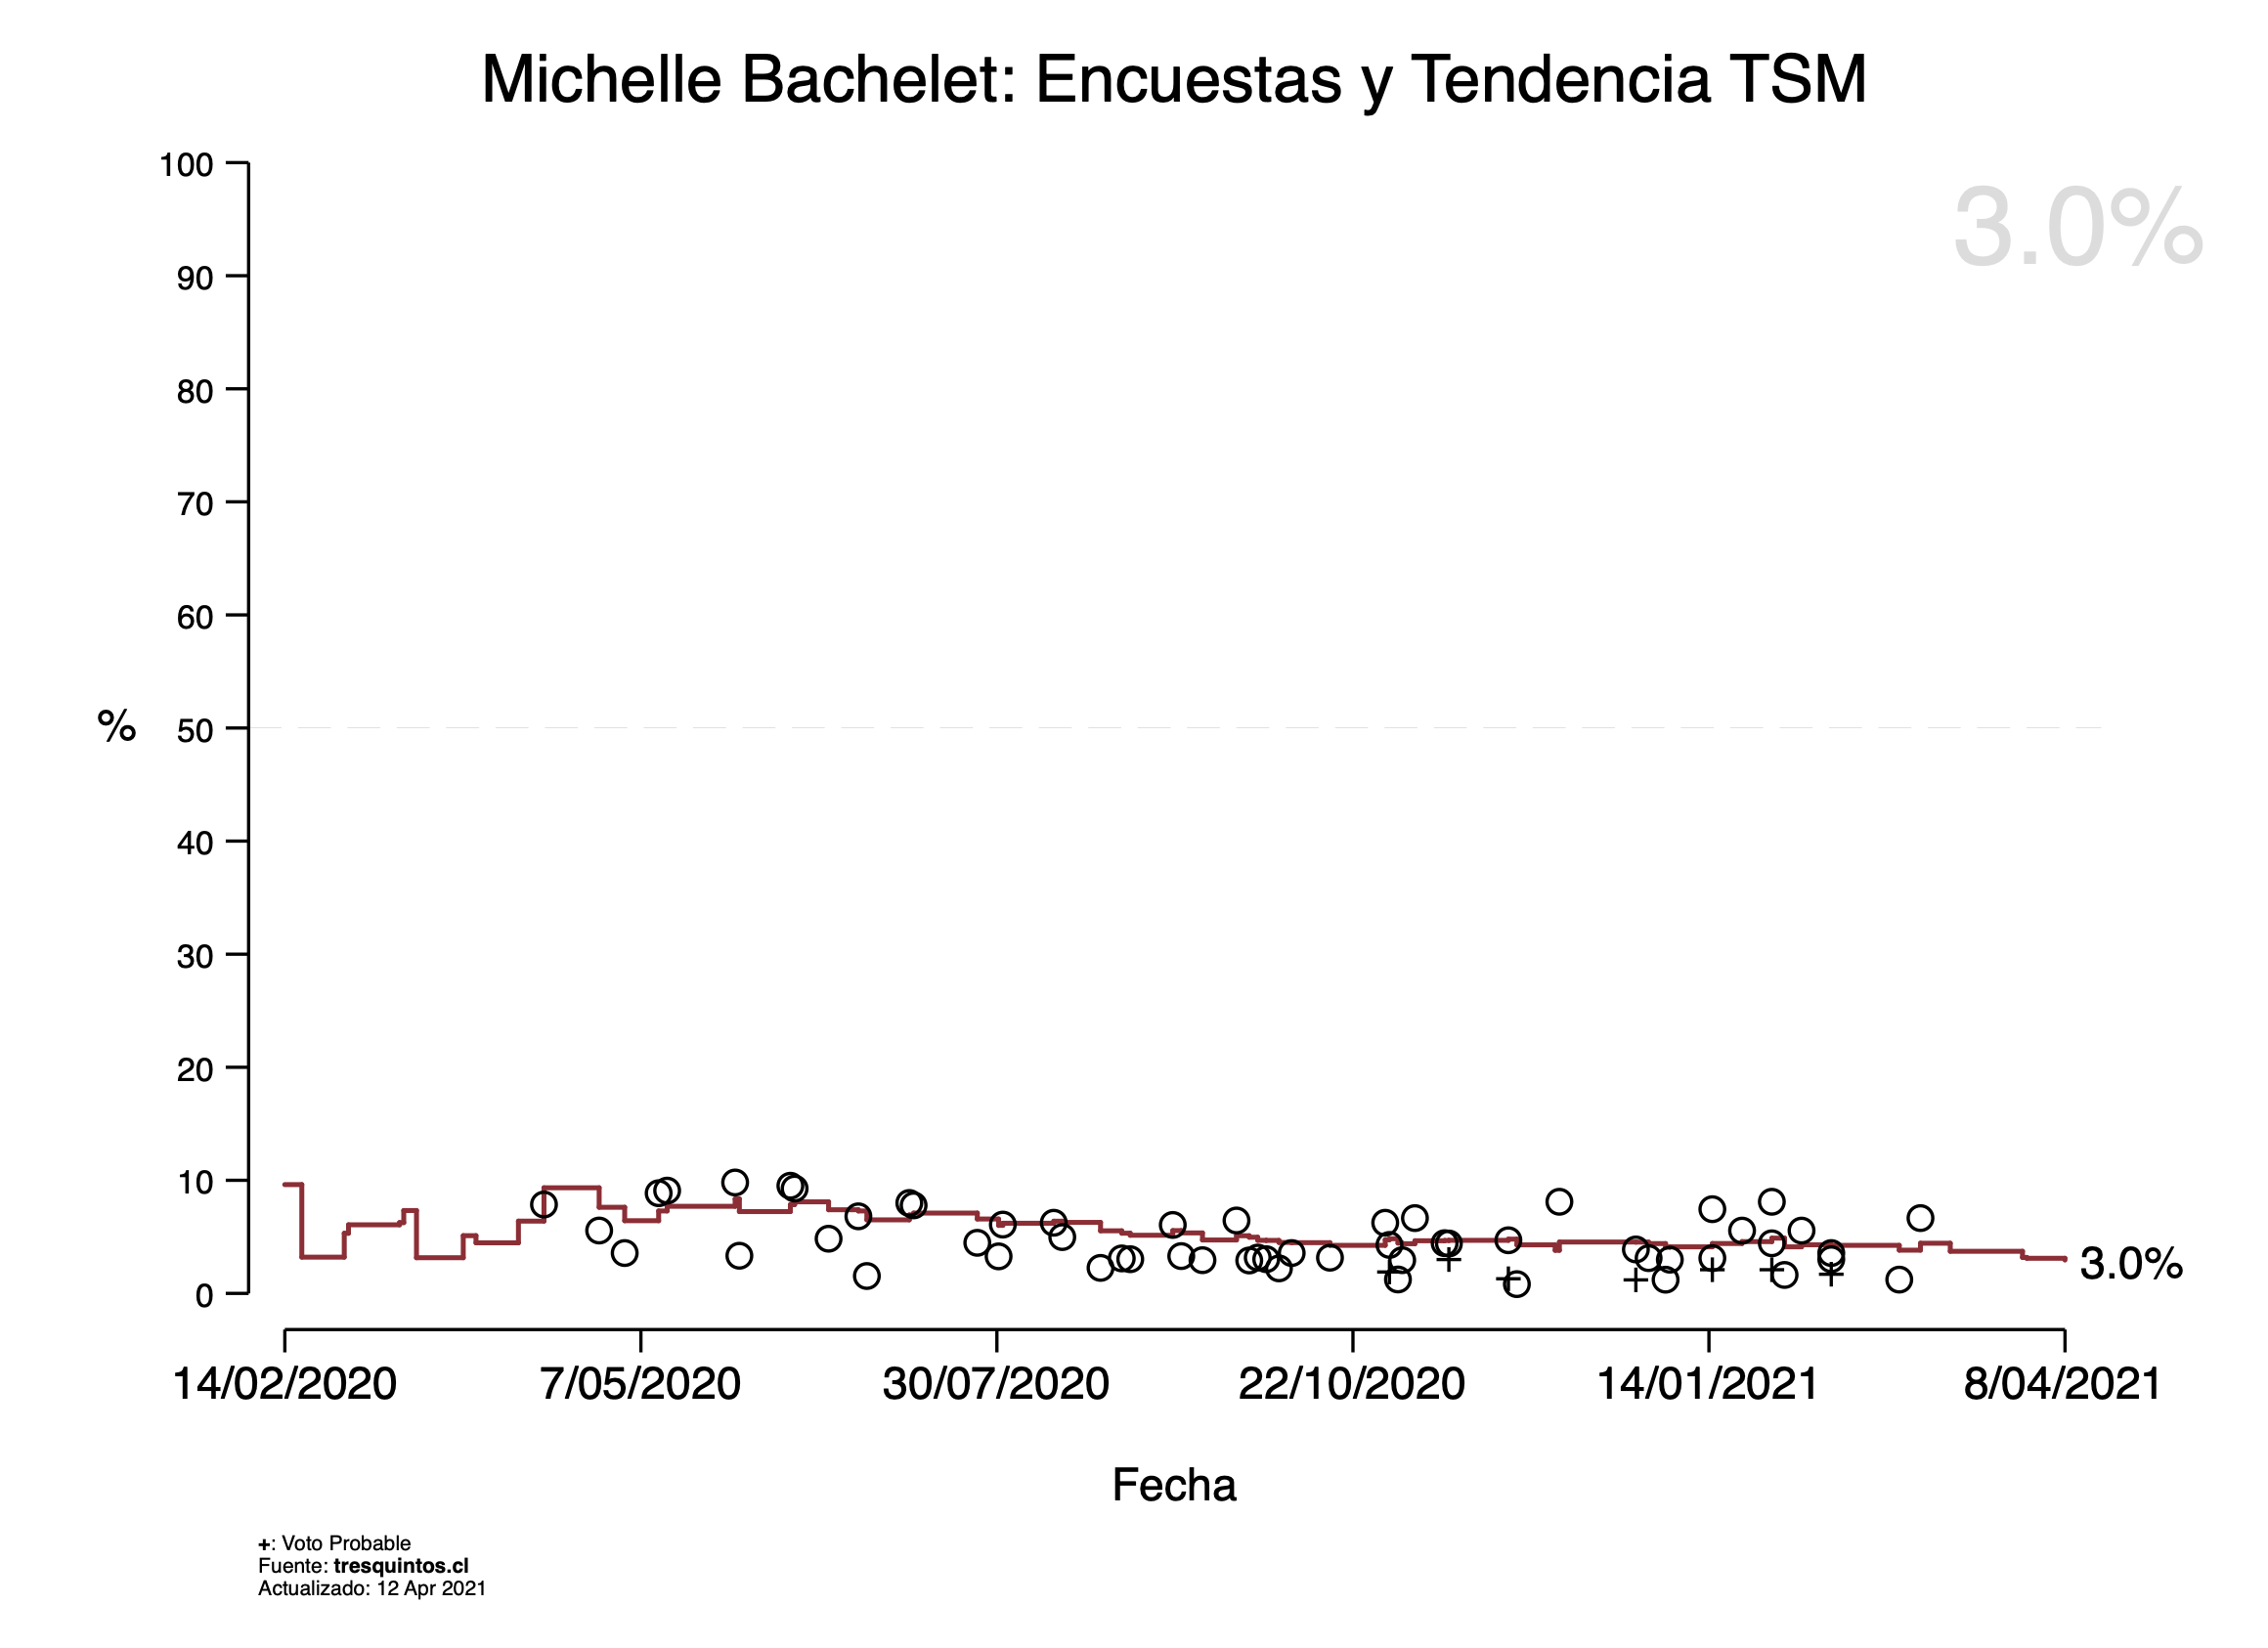 Michelle Bachelet: Encuestas y Tendencia TSM
3.0%
100
90
80
70
60
50
40
30
20
10
0
%
3.0%
14/02/2020 7/05/2020 30/07/2020 22/10/2020 14/01/2021 8/04/2021
Fecha
+: Voto Probable
Fuente: tresquintos.cl
Actualizado: 12 Apr 2021